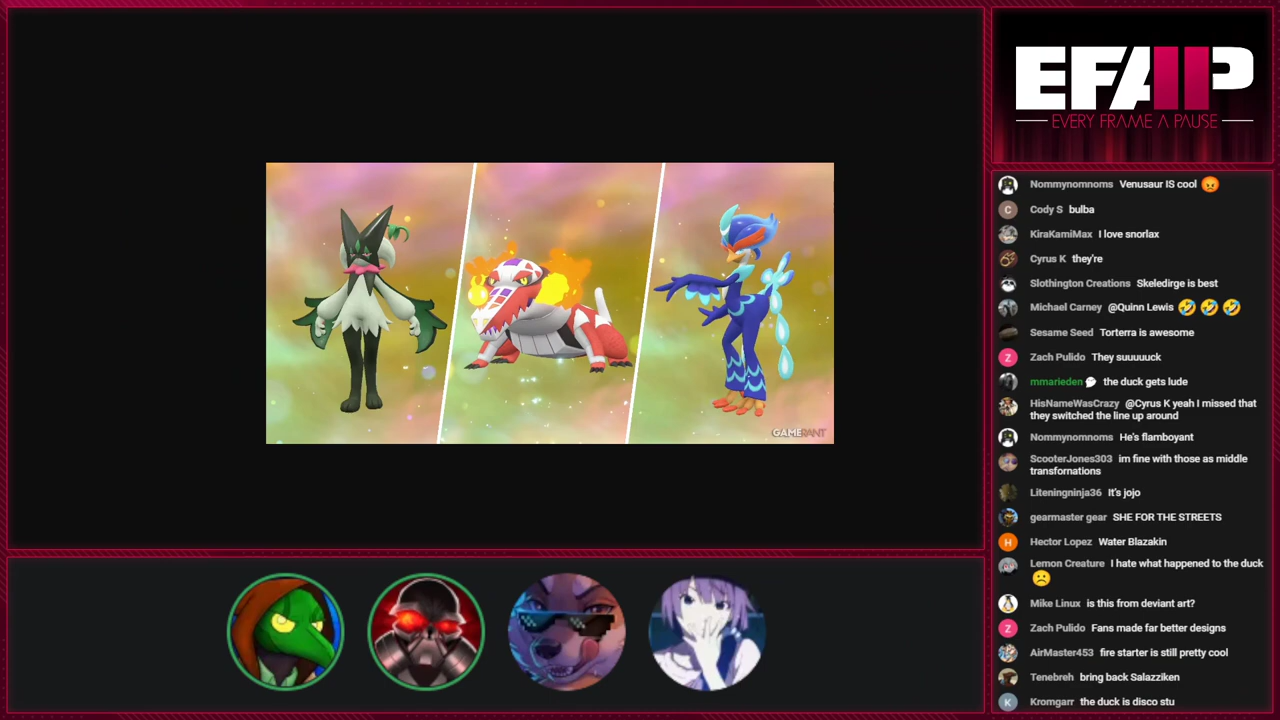 EFAP
EVERY FRAME A PAUSE
Nommynomnoms Venusaur IS cool 😡
C Cody S bulba
KiraKamiMax I love snorlax
Cyrus K they're
Slothington Creations Skeledirge is best
Michael Carney @Quinn Lewis 🤣 🤣 🤣
Sesame Seed Torterra is awesome
Z Zach Pulido They suuuuuck
mmarieden the duck gets lude
HisNameWasCrazy @Cyrus K yeah I missed that
they switched the line up around
Nommynomnoms He's flamboyant
ScooterJones303 im fine with those as middle
transfornations
Liteningninja36 It's jojo
gearmaster gear SHE FOR THE STREETS
H Hector Lopez Water Blazakin
Lemon Creature I hate what happened to the duck
🙁
Mike Linux is this from deviant art?
Z Zach Pulido Fans made far better designs
AirMaster453 fire starter is still pretty cool
Tenebreh bring back Salazziken
K Kromgarr the duck is disco stu
GAMERANT